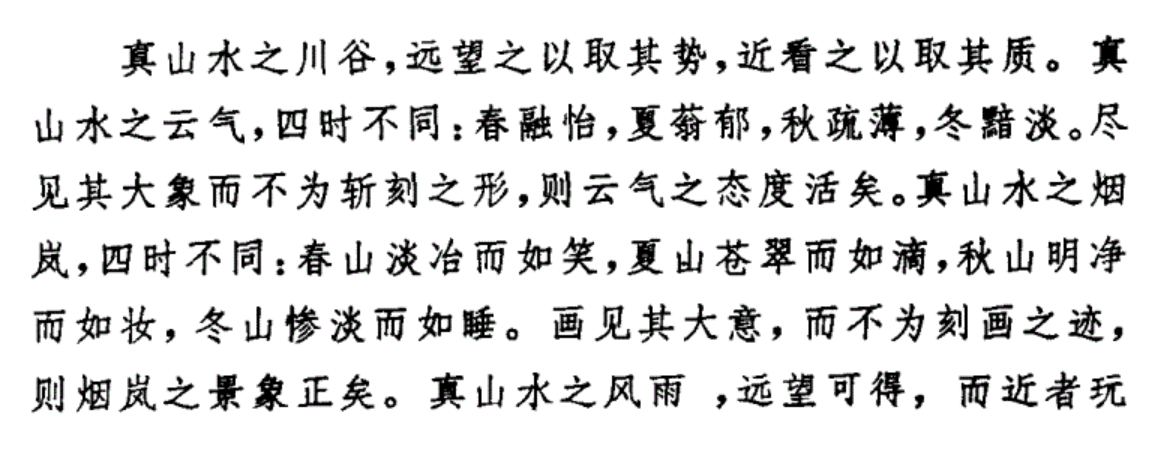 真山水之川谷，远望之以取其势，近看之以取其质。真
山水之云气，四时不同：春融怡，夏蓊郁，秋疏薄，冬黯淡。尽
见其大象而不为斩刻之形，则云气之态度活矣。真山水之烟
岚，四时不同：春山淡冶而如笑，夏山苍翠而如滴，秋山明净
而如妆，冬山惨淡而如睡。画见其大意，而不为刻画之迹，
则烟岚之景象正矣。真山水之风雨，远望可得，而近者玩